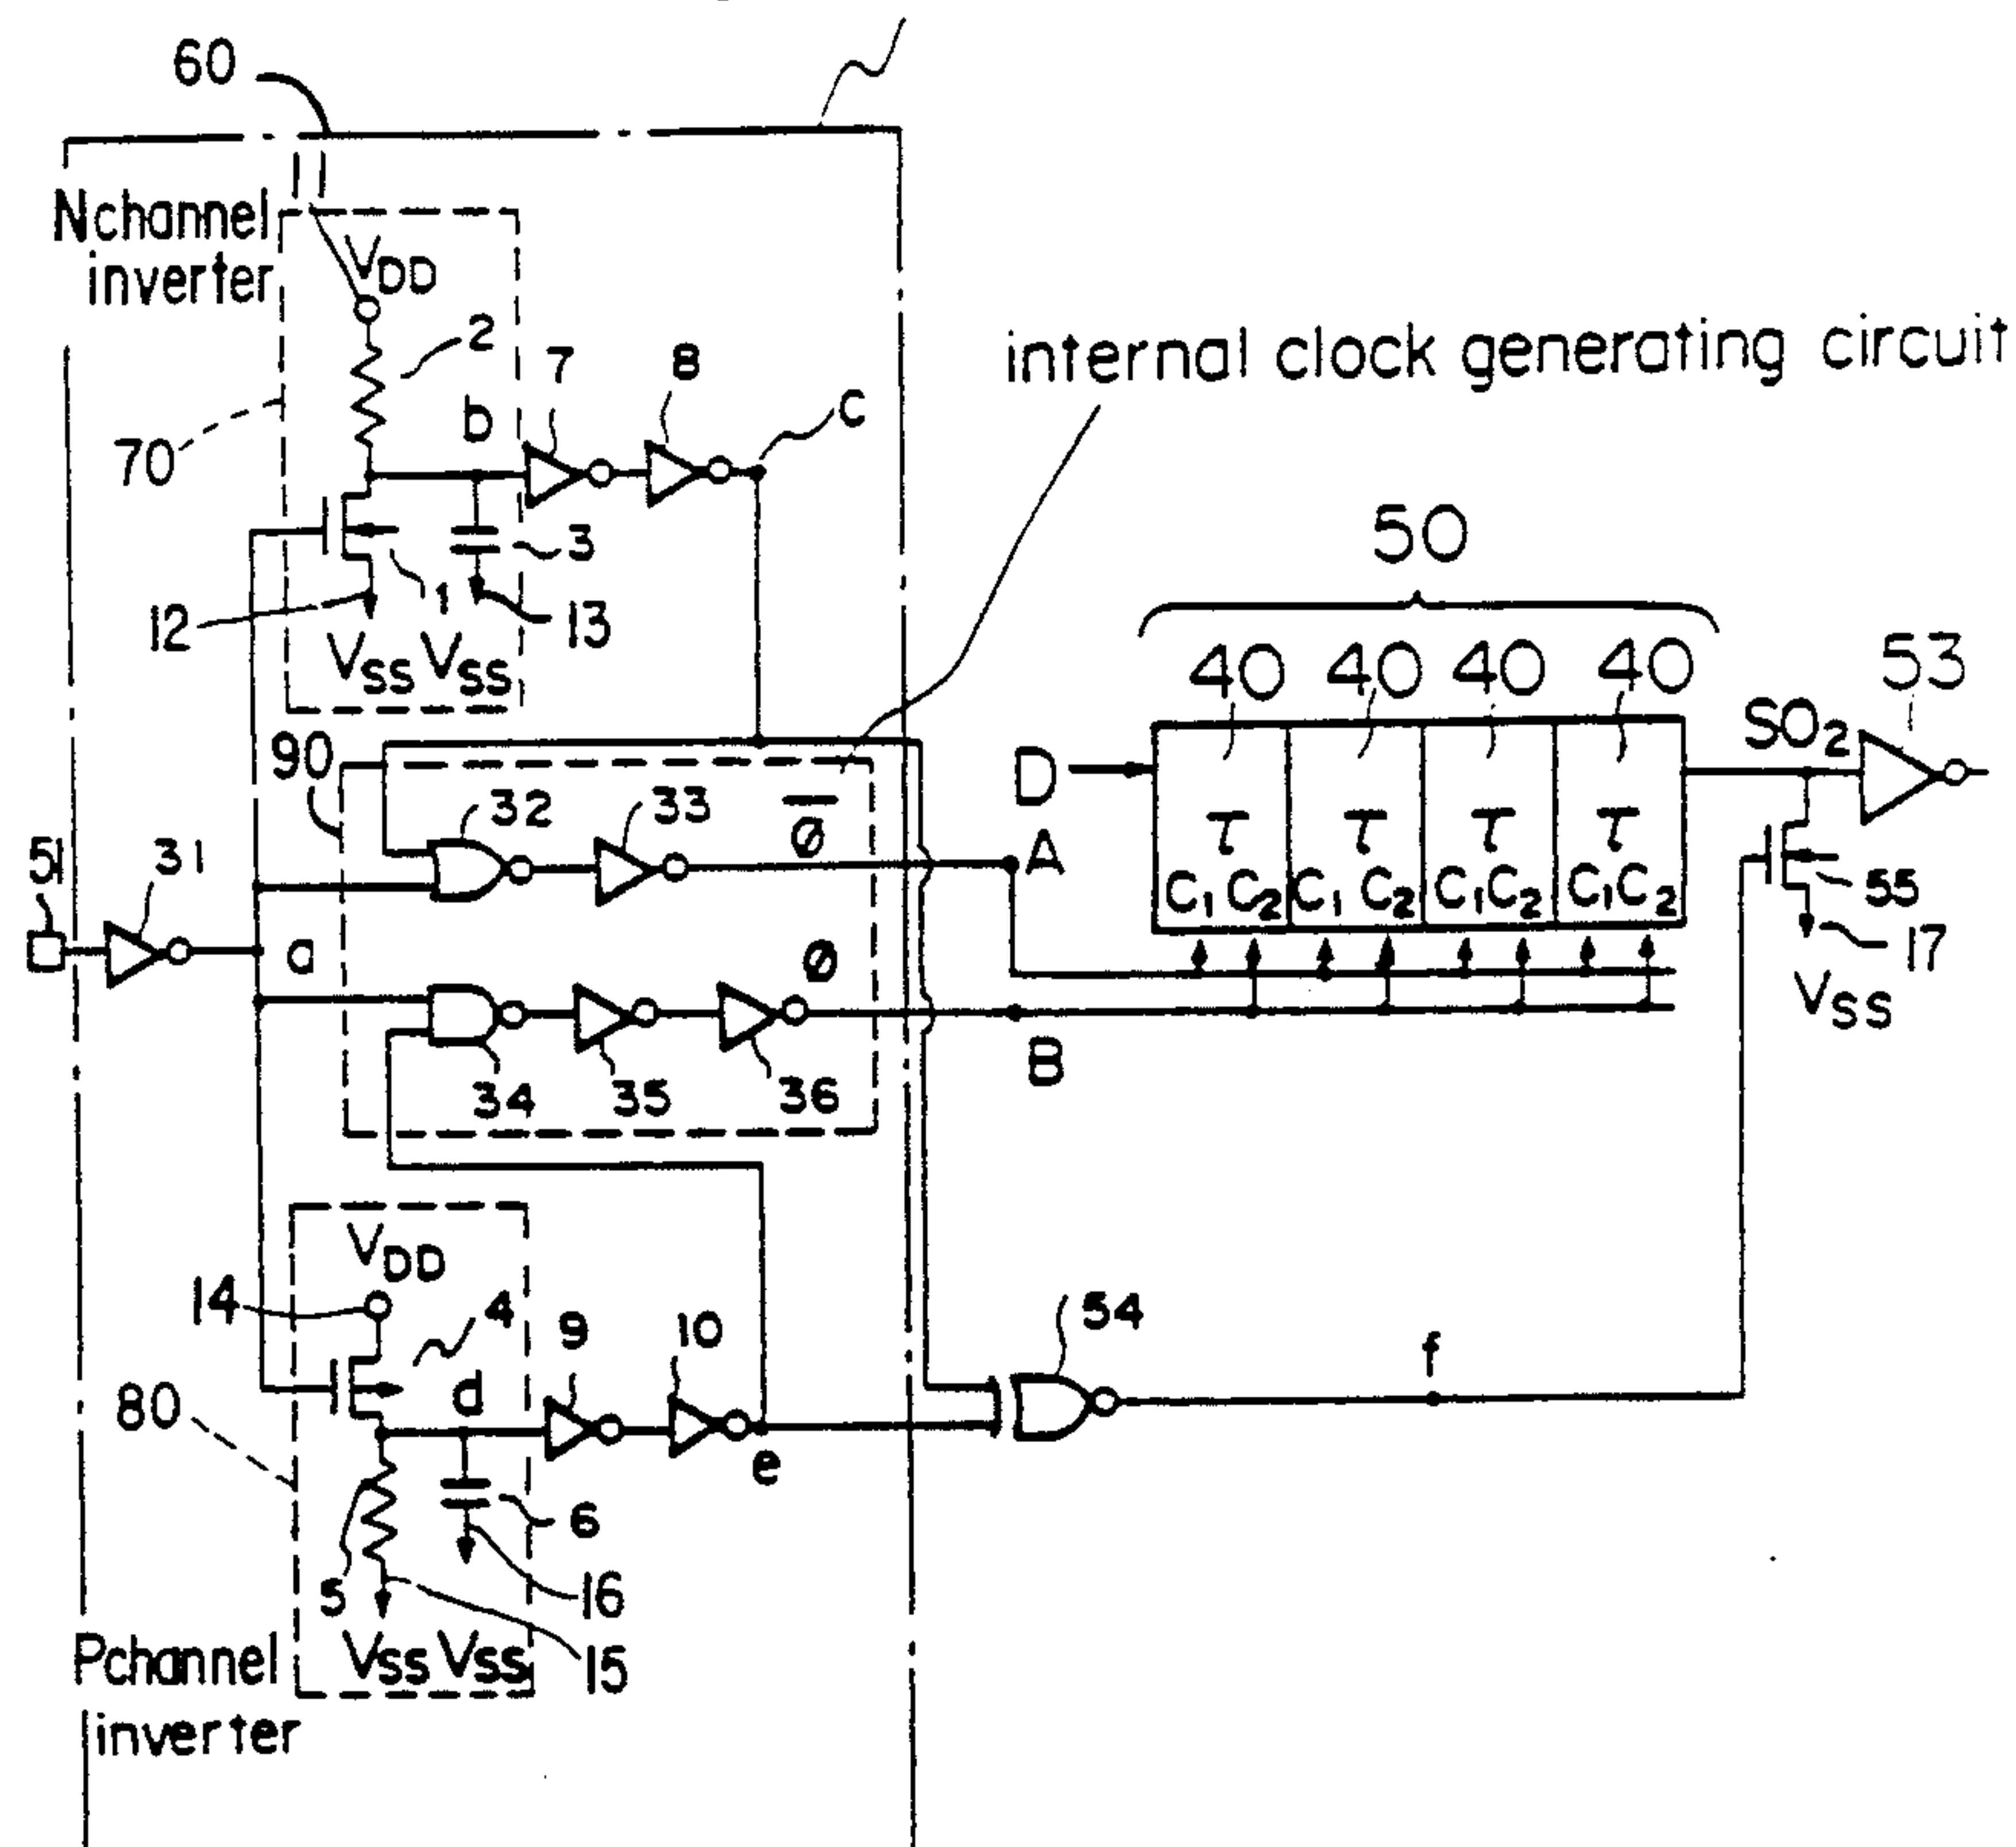 60
Nchannel
inverter
VDD
2
7
8
b
c
70
internal clock generating circuit
3
1
12
13
VSS VSS
50
40 40 40 40
53
SO2
90
32
33
D
51
31
Ø̅
A
τ τ τ τ
C1 C2 C1 C2 C1 C2 C1 C2
55
17
VSS
a
Ø
B
34
35
36
VDD
14
4
9
10
54
80
d
e
f
5
6
16
15
VSS VSS
Pchannel
inverter